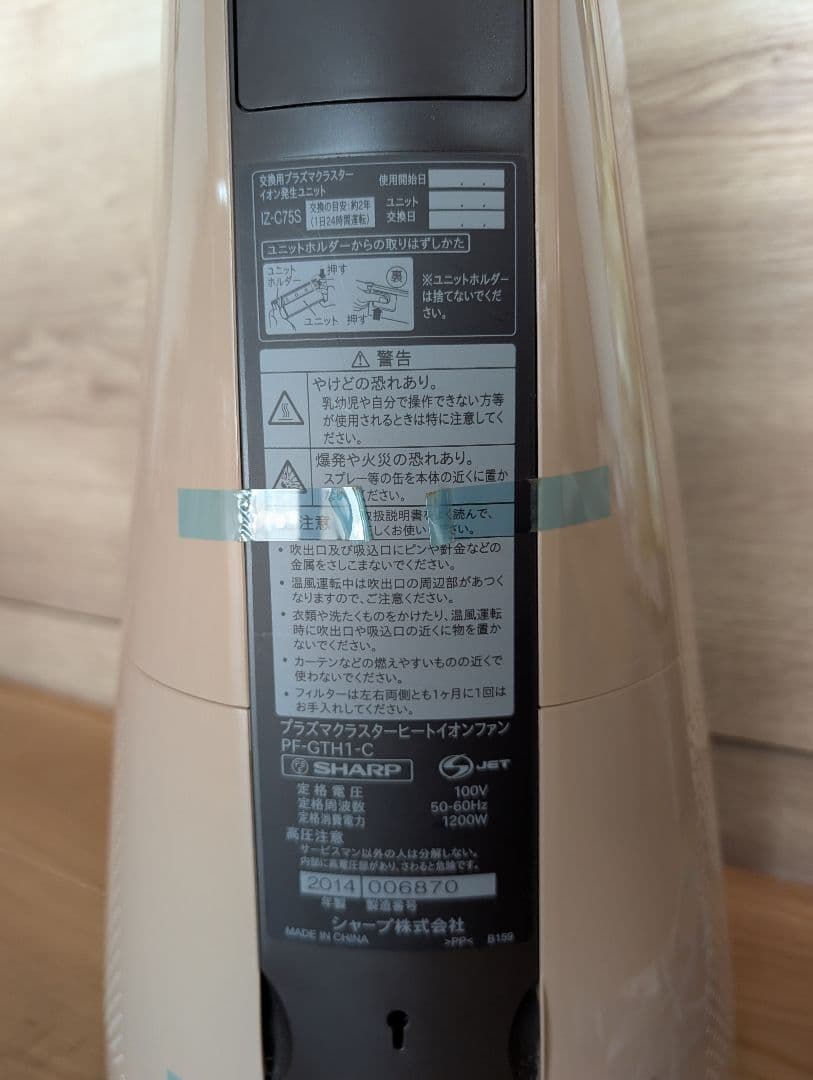 交換用プラズマクラスター
イオン発生ユニット
IZ-C75S
交換の目安:約2年
(1日24時間運転)
使用開始日
ユニット
交換日
ユニットホルダーからの取りはずしかた
ユニット
ホルダー
押す
ユニット
裏
押す
※ユニットホルダー
は捨てないでくだ
さい。
警告
やけどの恐れあり。
乳幼児や自分で操作できない方等
が使用されるときは特に注意してく
ださい。
爆発や火災の恐れあり。
スプレー等の缶を本体の近くに置か
ないでください。
注意
取扱説明書をよく読んで、
正しくお使いください。
・吹出口及び吸込口にピンや針金などの
金属をさしこまないでください。
・温風運転中は吹出口の周辺部があつく
なりますので、ご注意ください。
・衣類や洗たくものをかけたり、温風運転
時に吹出口や吸込口の近くに物を置か
ないでください。
・カーテンなどの燃えやすいものの近くで
使わないでください。
・フィルターは左右両側とも1ヶ月に1回は
お手入れしてください。
プラズマクラスターヒートイオンファン
PF-GTH1-C
SHARP
JET
定格電圧 100V
定格周波数 50-60Hz
定格消費電力 1200W
高圧注意
サービスマン以外の人は分解しない。
内部に高電圧部があり、さわると危険です。
2014 006870
年製 製造番号
シャープ株式会社
MADE IN CHINA >PP< B159